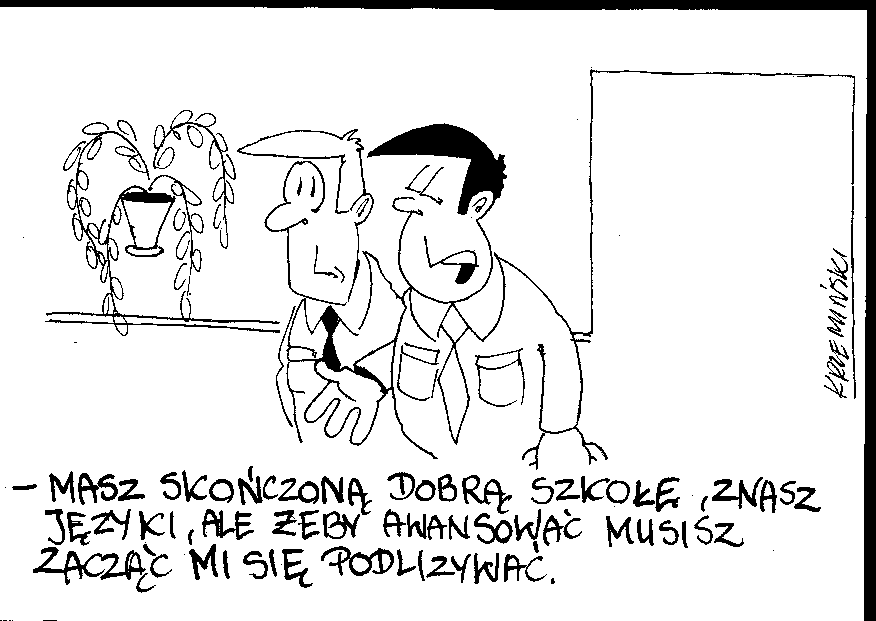 KRZEMIŃSKI
- MASZ SKOŃCZONĄ DOBRĄ SZKOŁĘ, ZNASZ
JĘZYKI, ALE ŻEBY AWANSOWAĆ MUSISZ
ZACZĄĆ MI SIĘ PODLIZYWAĆ.